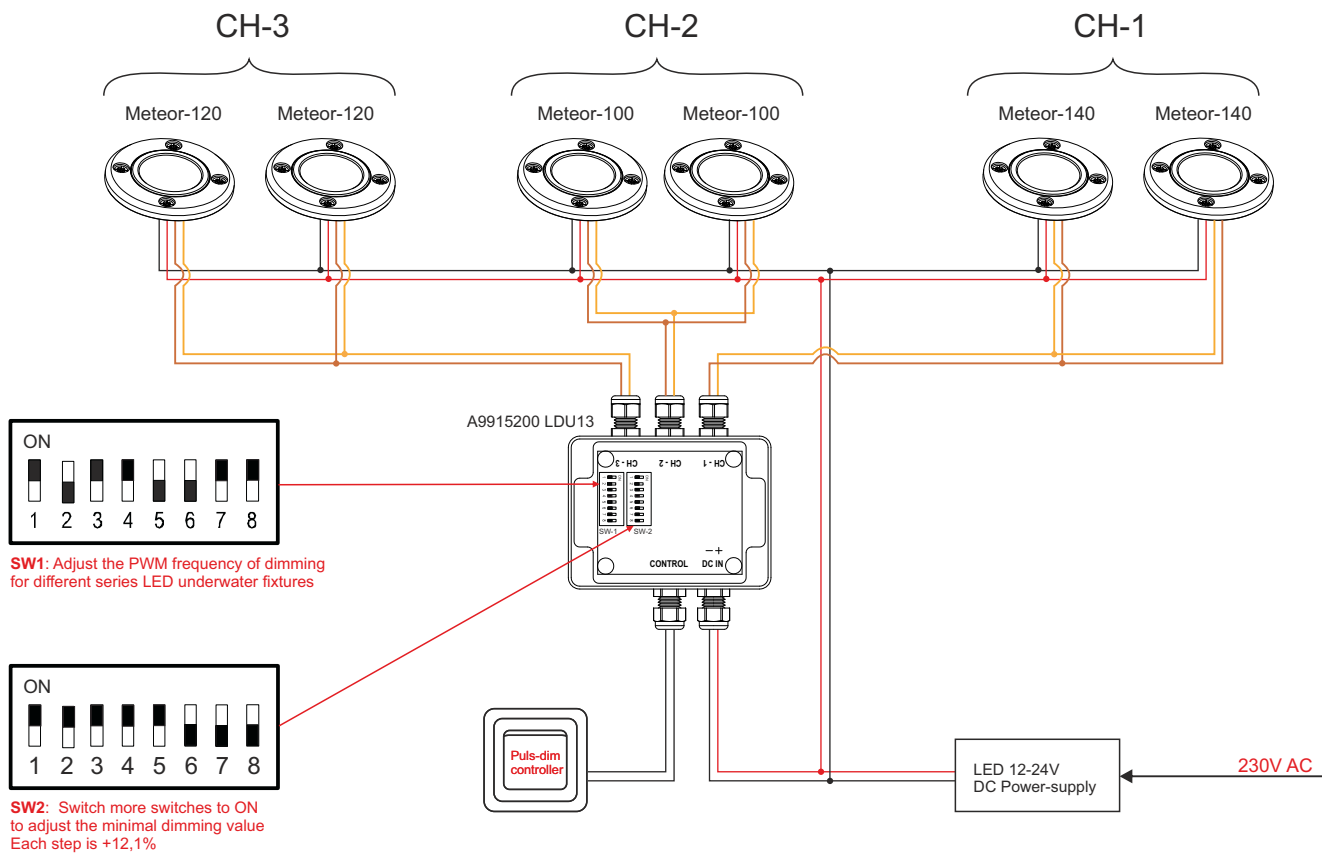 CH-3 CH-2 CH-1
Meteor-120 Meteor-120 Meteor-100 Meteor-100 Meteor-140 Meteor-140
A9915200 LDU13
CH - 3 CH - 2 CH - 1
ON
1 2 3 4 5 6 7 8
SW1: Adjust the PWM frequency of dimming
for different series LED underwater fixtures
SW-1 SW-2
− +
CONTROL DC IN
ON
1 2 3 4 5 6 7 8
SW2: Switch more switches to ON
to adjust the minimal dimming value
Each step is +12,1%
Puls-dim
controller
LED 12-24V
DC Power-supply
230V AC